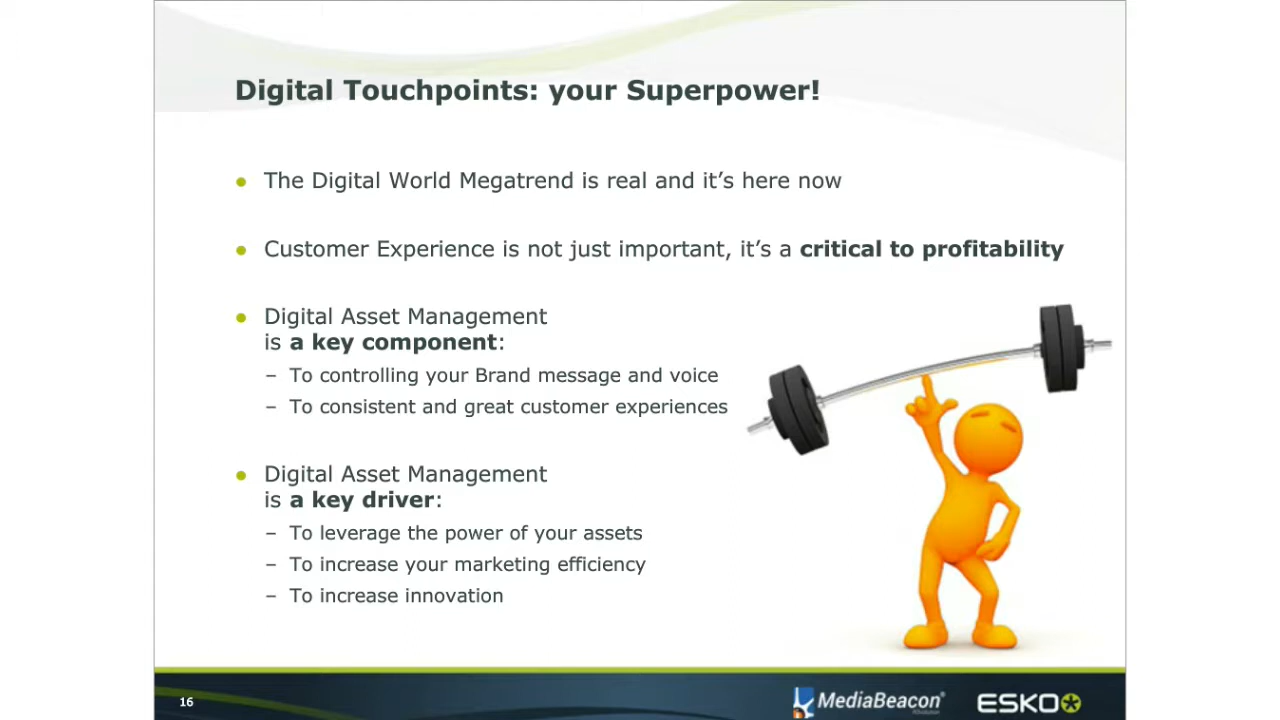 Digital Touchpoints: your Superpower!
● The Digital World Megatrend is real and it's here now
● Customer Experience is not just important, it's a critical to profitability
● Digital Asset Management
is a key component:
– To controlling your Brand message and voice
– To consistent and great customer experiences
● Digital Asset Management
is a key driver:
– To leverage the power of your assets
– To increase your marketing efficiency
– To increase innovation
16
MediaBeacon®
ESKO